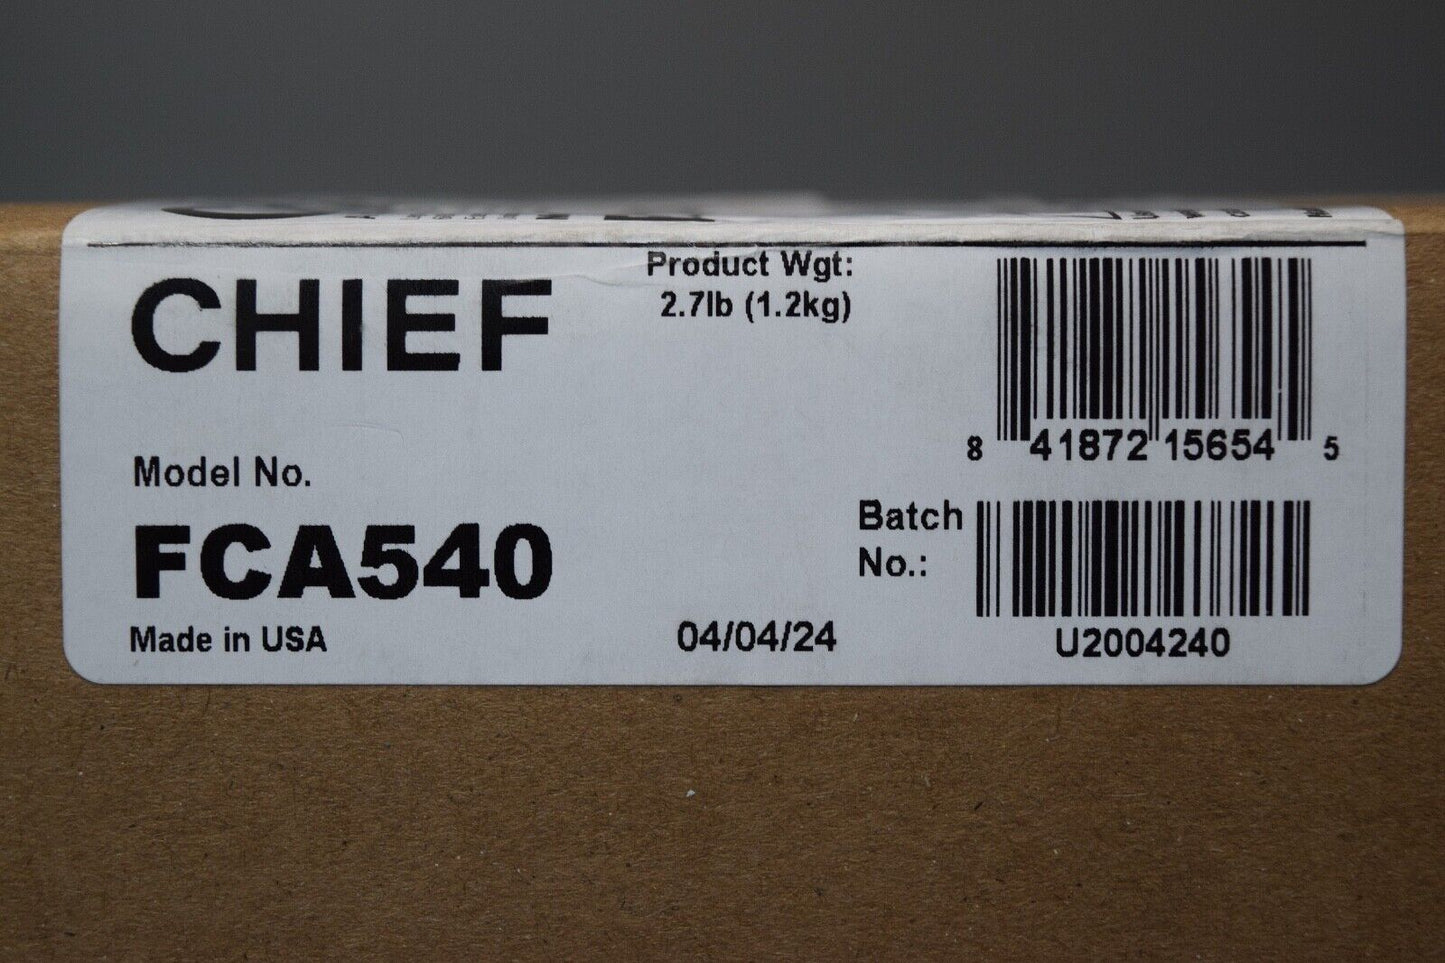 CHIEF
Product Wgt:
2.7lb (1.2kg)
8 41872 15654 5
Model No.
FCA540
Made in USA
04/04/24
Batch
No.:
U2004240